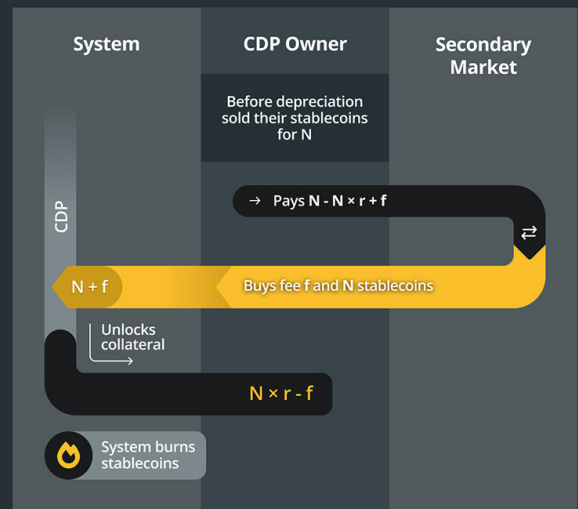 System
CDP Owner
Secondary
Market
Before depreciation
sold their stablecoins
for N
→ Pays N - N × r + f
CDP
N + f
Buys fee f and N stablecoins
Unlocks
collateral
N × r - f
System burns
stablecoins